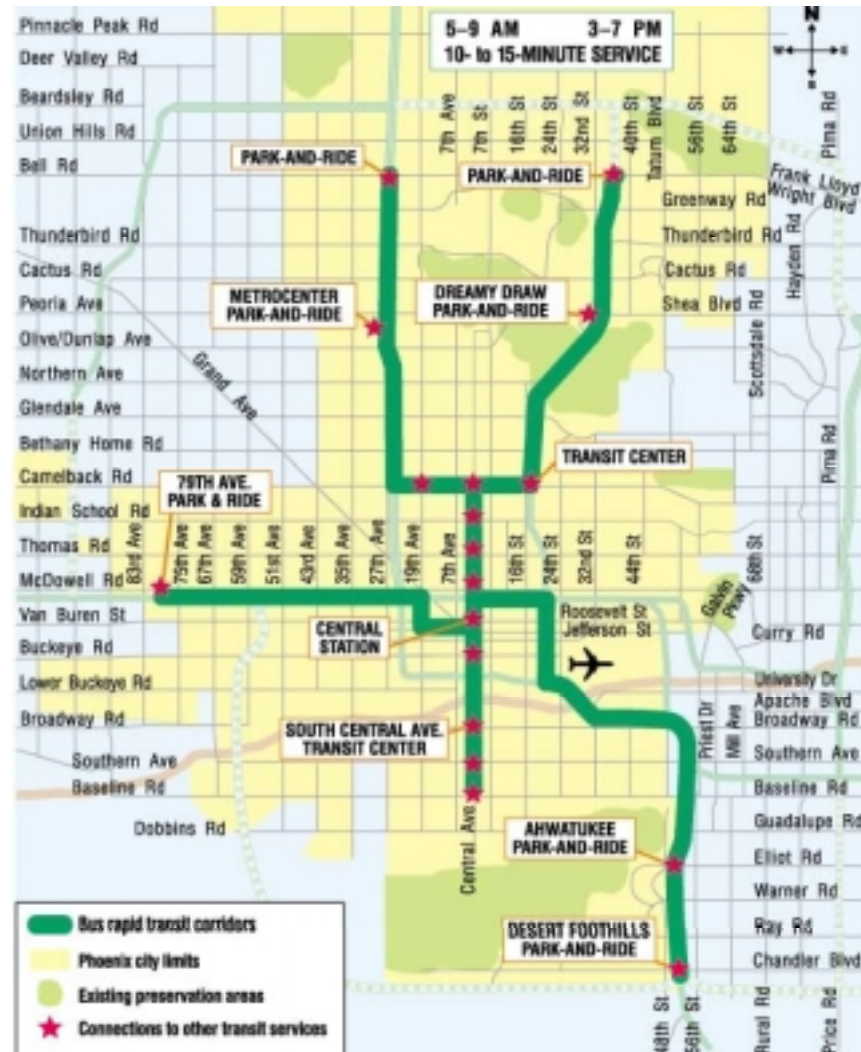 5–9 AM 3–7 PM
10- to 15-MINUTE SERVICE
N
W
E
Pinnacle Peak Rd
Deer Valley Rd
Beardsley Rd
Union Hills Rd
Bell Rd
Thunderbird Rd
Cactus Rd
Peoria Ave
Olive/Dunlap Ave
Northern Ave
Glendale Ave
Bethany Home Rd
Camelback Rd
Indian School Rd
Thomas Rd
McDowell Rd
Van Buren St
Buckeye Rd
Lower Buckeye Rd
Broadway Rd
Southern Ave
Baseline Rd
Dobbins Rd
Grand Ave
7th Ave
7th St
16th St
24th St
32nd St
40th St
Tatum Blvd
56th St
64th St
Pima Rd
Frank Lloyd
Wright Blvd
Greenway Rd
Thunderbird Rd
Cactus Rd
Shea Blvd
Hayden Rd
Scottsdale Rd
Pima Rd
PARK-AND-RIDE
PARK-AND-RIDE
METROCENTER
PARK-AND-RIDE
DREAMY DRAW
PARK-AND-RIDE
TRANSIT CENTER
79TH AVE.
PARK & RIDE
83rd Ave
75th Ave
67th Ave
59th Ave
51st Ave
43rd Ave
35th Ave
27th Ave
19th Ave
7th Ave
16th St
24th St
32nd St
44th St
68th St
Galvin
Pkwy
Roosevelt St
Jefferson St
CENTRAL
STATION
Curry Rd
University Dr
Apache Blvd
Broadway Rd
Priest Dr
Mill Ave
Southern Ave
Baseline Rd
Guadalupe Rd
Elliot Rd
Warner Rd
Ray Rd
Chandler Blvd
SOUTH CENTRAL AVE.
TRANSIT CENTER
Central Ave
AHWATUKEE
PARK-AND-RIDE
DESERT FOOTHILLS
PARK-AND-RIDE
48th St
56th St
Rural Rd
Price Rd
Bus rapid transit corridors
Phoenix city limits
Existing preservation areas
Connections to other transit services